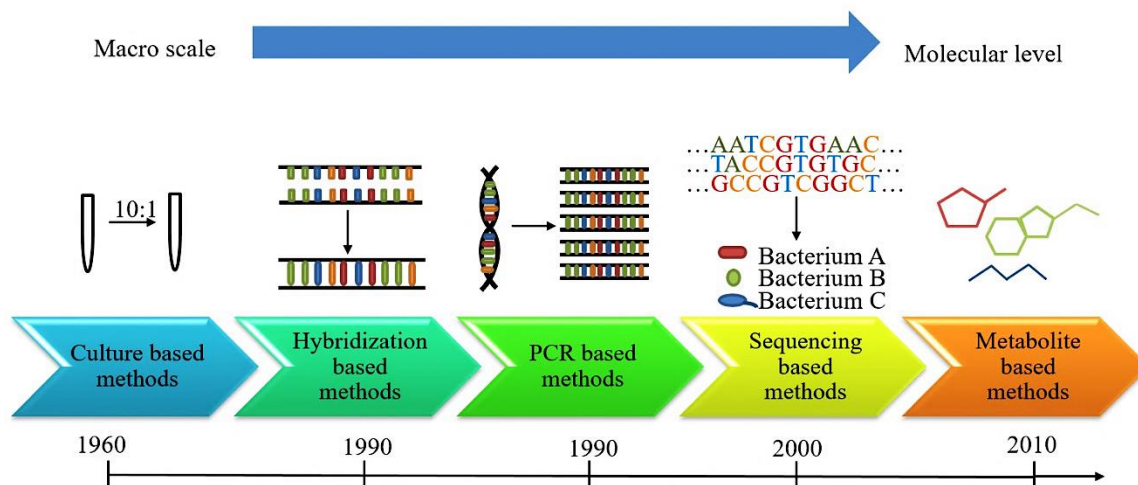 Macro scale
Molecular level
10:1
...AATCGTGAAC...
...TACCGTGTGC...
...GCCGTCGGCT...
Bacterium A
Bacterium B
Bacterium C
Culture based
methods
Hybridization
based
methods
PCR based
methods
Sequencing
based
methods
Metabolite
based
methods
1960
1990
1990
2000
2010